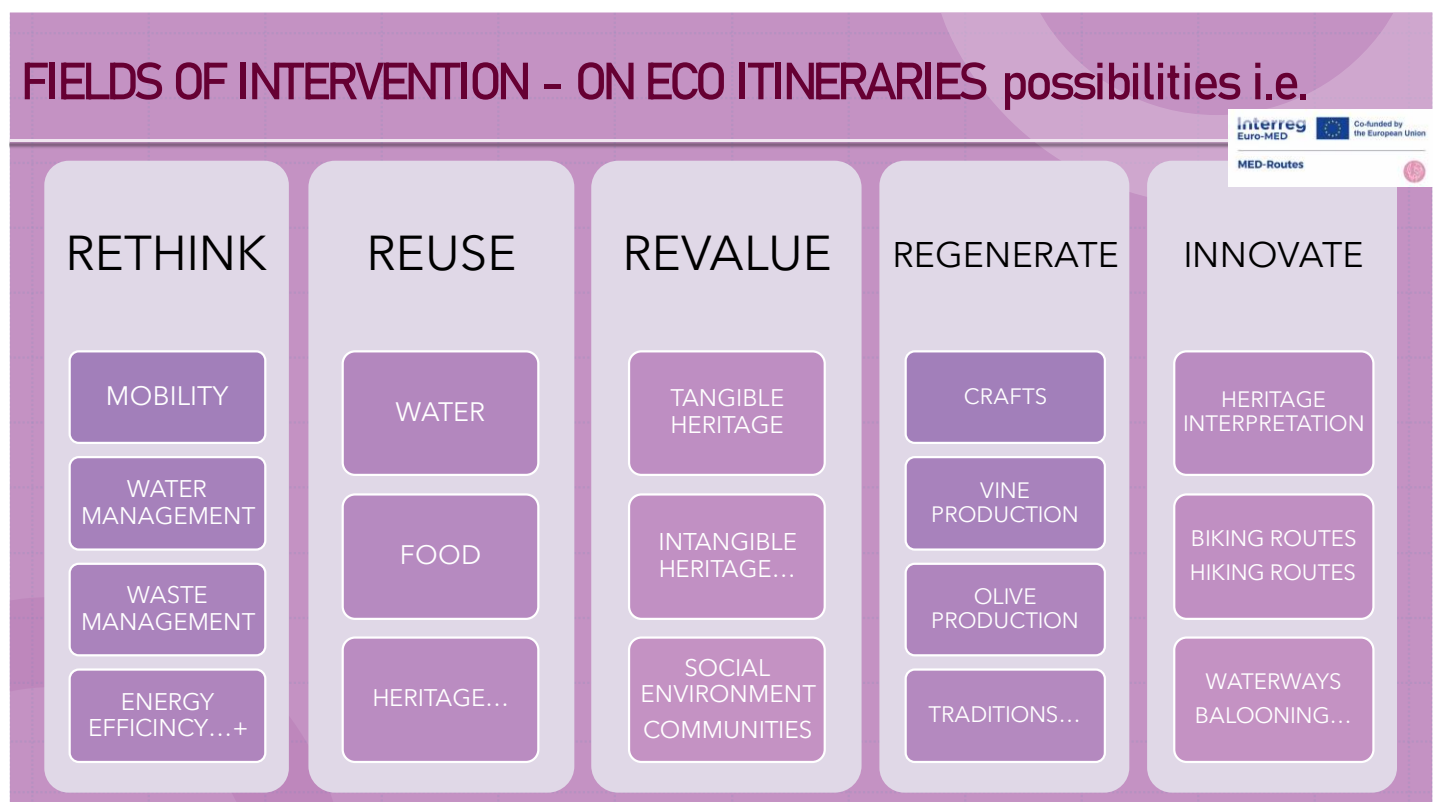 FIELDS OF INTERVENTION - ON ECO ITINERARIES possibilities i.e.
Interreg
Euro-MED
Co-funded by
the European Union
MED-Routes
RETHINK
MOBILITY
WATER
MANAGEMENT
WASTE
MANAGEMENT
ENERGY
EFFICINCY...+
REUSE
WATER
FOOD
HERITAGE...
REVALUE
TANGIBLE
HERITAGE
INTANGIBLE
HERITAGE...
SOCIAL
ENVIRONMENT
COMMUNITIES
REGENERATE
CRAFTS
VINE
PRODUCTION
OLIVE
PRODUCTION
TRADITIONS...
INNOVATE
HERITAGE
INTERPRETATION
BIKING ROUTES
HIKING ROUTES
WATERWAYS
BALOONING...